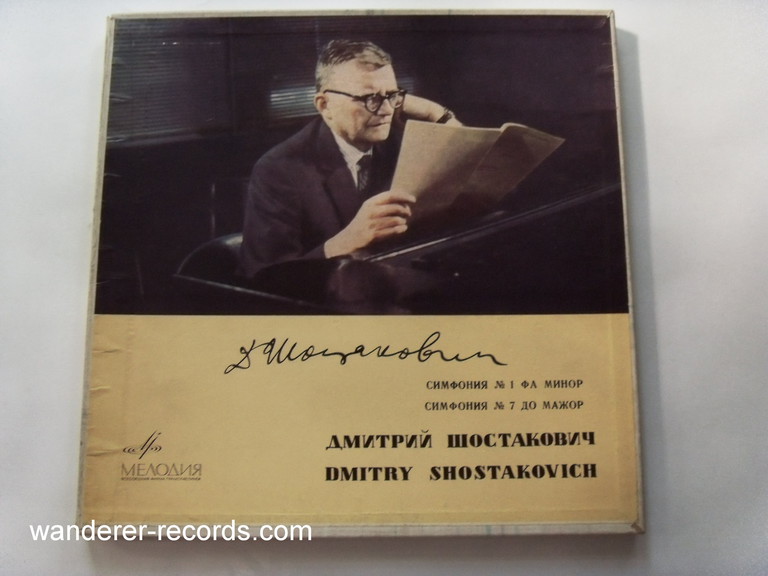 Д Шостакович
СИМФОНИЯ № 1 ФА МИНОР
СИМФОНИЯ № 7 ДО МАЖОР
ДМИТРИЙ ШОСТАКОВИЧ
DMITRY SHOSTAKOVICH
МЕЛОДИЯ
wanderer-records.com